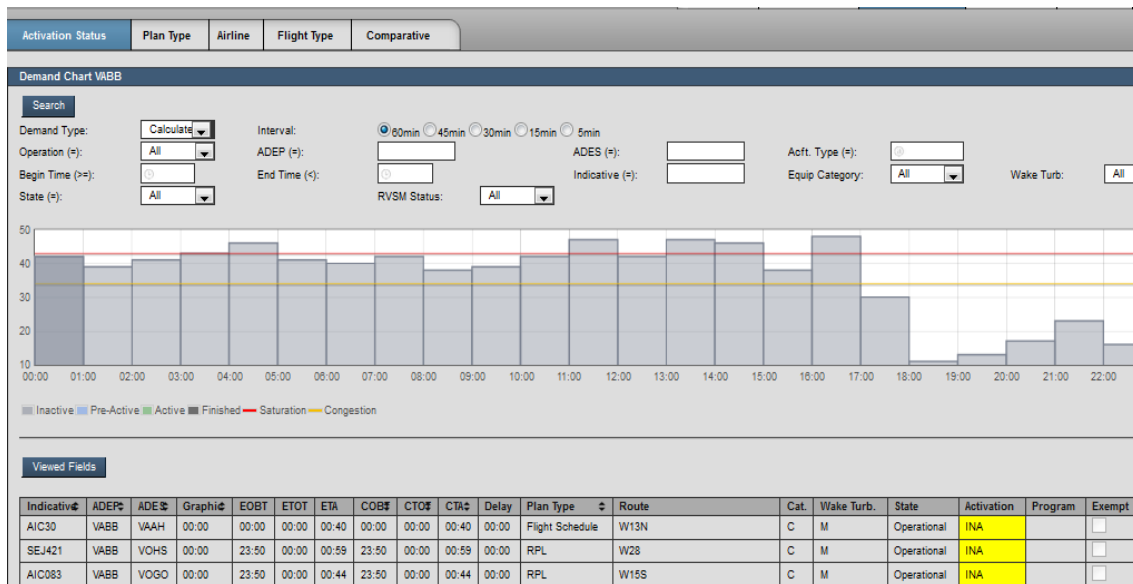 Activation Status Plan Type Airline Flight Type Comparative
Demand Chart VABB
Search
Demand Type: Calculate Interval: 60min 45min 30min 15min 5min
Operation (=): All ADEP (=): ADES (=): Acft. Type (=):
Begin Time (>=): End Time (<): Indicative (=): Equip Category: All Wake Turb: All
State (=): All RVSM Status: All
50
40
30
20
10
00:00 01:00 02:00 03:00 04:00 05:00 06:00 07:00 08:00 09:00 10:00 11:00 12:00 13:00 14:00 15:00 16:00 17:00 18:00 19:00 20:00 21:00 22:00
Inactive Pre-Active Active Finished Saturation Congestion
Viewed Fields
Indicative ADEP ADES Graphic EOBT ETOT ETA COBT CTOT CTA Delay Plan Type Route Cat. Wake Turb. State Activation Program Exempt
AIC30 VABB VAAH 00:00 00:00 00:00 00:40 00:00 00:00 00:40 00:00 Flight Schedule W13N C M Operational INA
SEJ421 VABB VOHS 00:00 23:50 00:00 00:59 23:50 00:00 00:59 00:00 RPL W28 C M Operational INA
AIC083 VABB VOGO 00:00 23:50 00:00 00:44 23:50 00:00 00:44 00:00 RPL W15S C M Operational INA